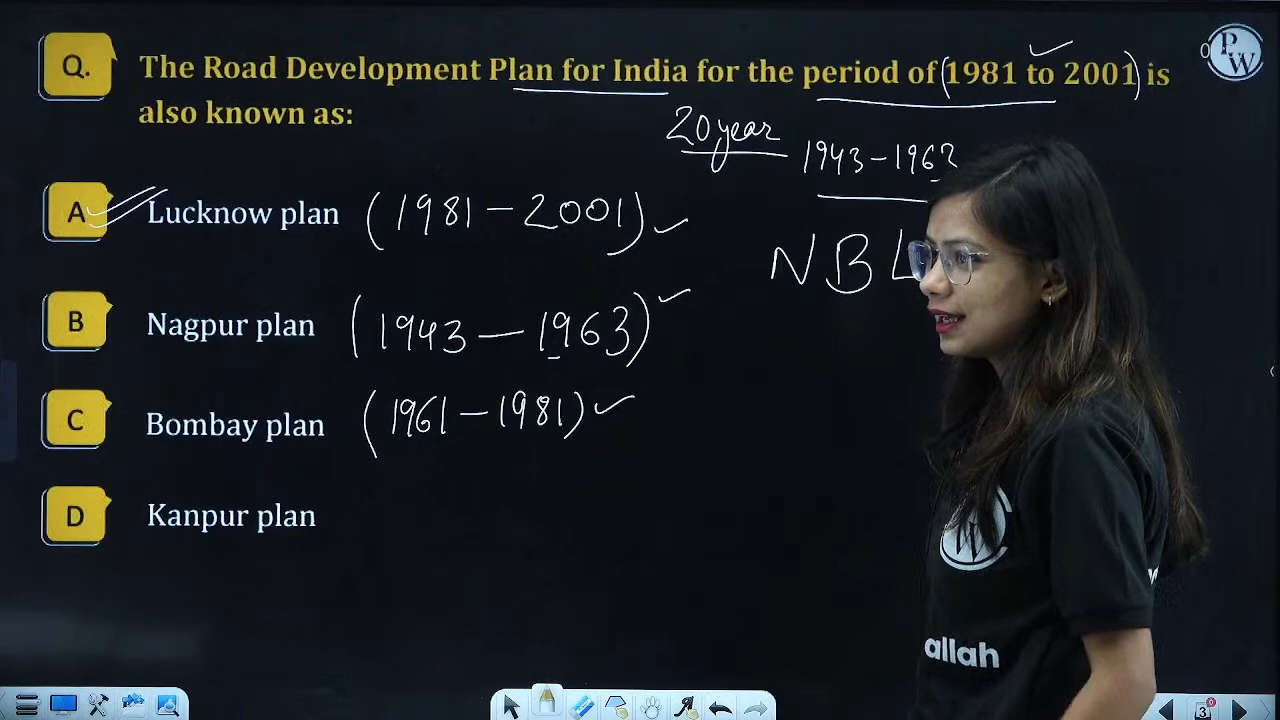 Q. The Road Development Plan for India for the period of (1981 to 2001) is
also known as:
20 year
1943 - 1963
A Lucknow plan (1981 - 2001)
N B L
B Nagpur plan (1943 - 1963)
C Bombay plan (1961 - 1981)
D Kanpur plan
P W
W
allah
3